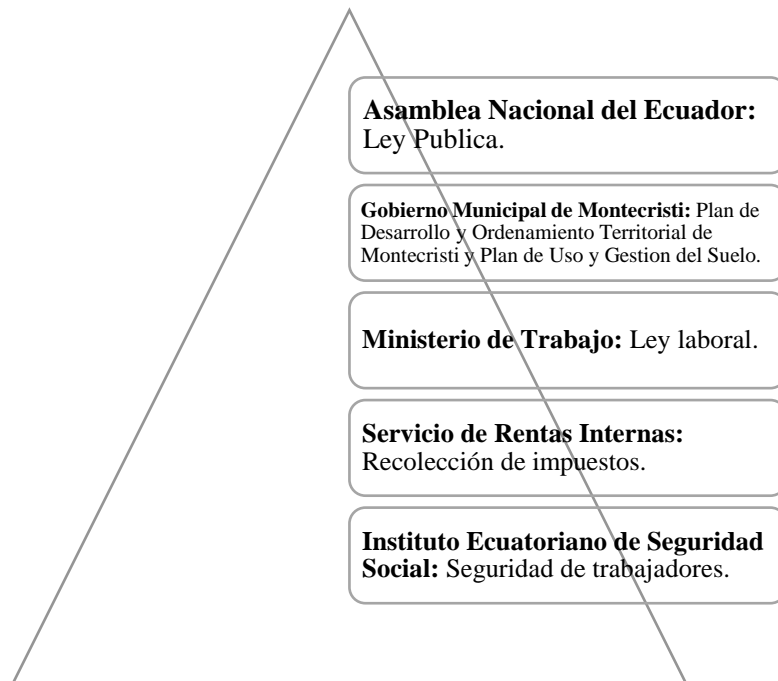 Asamblea Nacional del Ecuador:
Ley Publica.
Gobierno Municipal de Montecristi: Plan de
Desarrollo y Ordenamiento Territorial de
Montecristi y Plan de Uso y Gestion del Suelo.
Ministerio de Trabajo: Ley laboral.
Servicio de Rentas Internas:
Recolección de impuestos.
Instituto Ecuatoriano de Seguridad
Social: Seguridad de trabajadores.